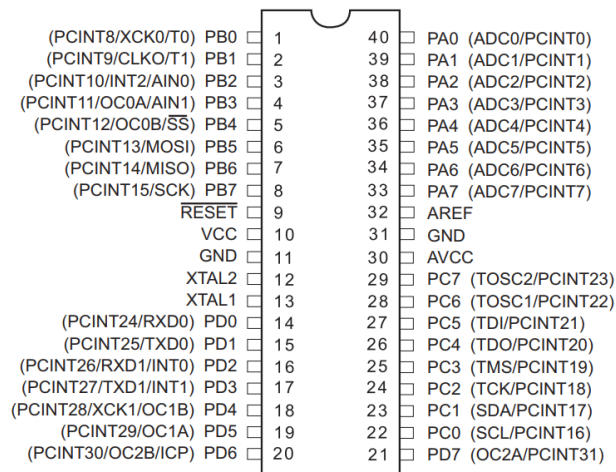 (PCINT8/XCK0/T0) PB0 1 40 PA0 (ADC0/PCINT0)
(PCINT9/CLKO/T1) PB1 2 39 PA1 (ADC1/PCINT1)
(PCINT10/INT2/AIN0) PB2 3 38 PA2 (ADC2/PCINT2)
(PCINT11/OC0A/AIN1) PB3 4 37 PA3 (ADC3/PCINT3)
(PCINT12/OC0B/SS) PB4 5 36 PA4 (ADC4/PCINT4)
(PCINT13/MOSI) PB5 6 35 PA5 (ADC5/PCINT5)
(PCINT14/MISO) PB6 7 34 PA6 (ADC6/PCINT6)
(PCINT15/SCK) PB7 8 33 PA7 (ADC7/PCINT7)
RESET 9 32 AREF
VCC 10 31 GND
GND 11 30 AVCC
XTAL2 12 29 PC7 (TOSC2/PCINT23)
XTAL1 13 28 PC6 (TOSC1/PCINT22)
(PCINT24/RXD0) PD0 14 27 PC5 (TDI/PCINT21)
(PCINT25/TXD0) PD1 15 26 PC4 (TDO/PCINT20)
(PCINT26/RXD1/INT0) PD2 16 25 PC3 (TMS/PCINT19)
(PCINT27/TXD1/INT1) PD3 17 24 PC2 (TCK/PCINT18)
(PCINT28/XCK1/OC1B) PD4 18 23 PC1 (SDA/PCINT17)
(PCINT29/OC1A) PD5 19 22 PC0 (SCL/PCINT16)
(PCINT30/OC2B/ICP) PD6 20 21 PD7 (OC2A/PCINT31)